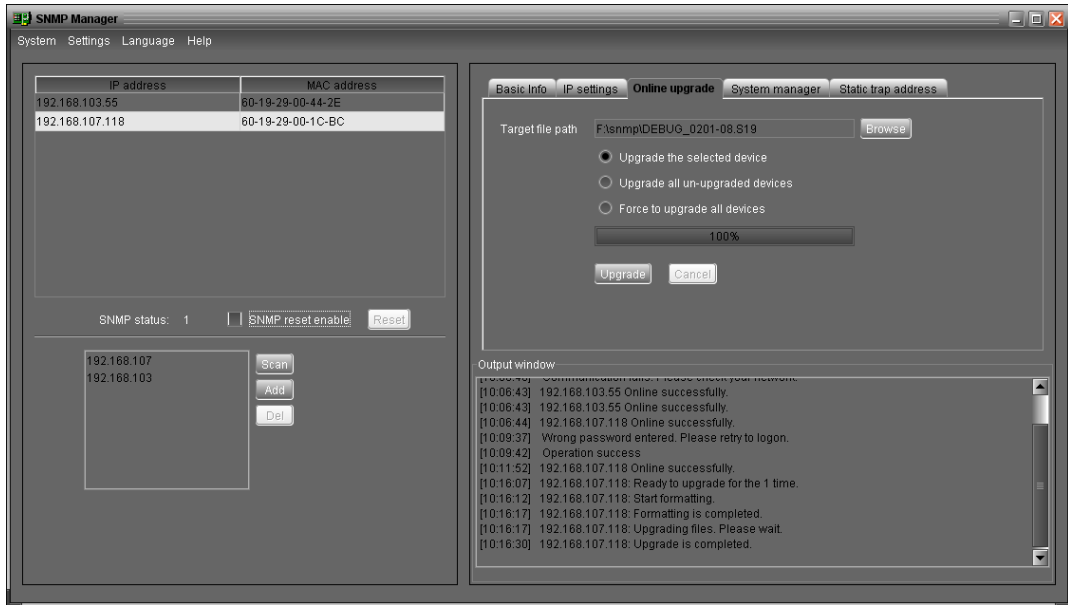 SNMP Manager
System Settings Language Help
IP address MAC address
192.168.103.55 60-19-29-00-44-2E
192.168.107.118 60-19-29-00-1C-BC
SNMP status: 1 SNMP reset enable Reset
192.168.107
192.168.103
Scan
Add
Del
Basic Info IP settings Online upgrade System manager Static trap address
Target file path F:\snmp\DEBUG_0201-08.S19 Browse
Upgrade the selected device
Upgrade all un-upgraded devices
Force to upgrade all devices
100%
Upgrade Cancel
Output window
Communication fails. Please check your network.
[10:06:43] 192.168.103.55 Online successfully.
[10:06:43] 192.168.103.55 Online successfully.
[10:06:44] 192.168.107.118 Online successfully.
[10:09:37] Wrong password entered. Please retry to logon.
[10:09:42] Operation success
[10:11:52] 192.168.107.118 Online successfully.
[10:16:07] 192.168.107.118: Ready to upgrade for the 1 time.
[10:16:12] 192.168.107.118: Start formatting.
[10:16:17] 192.168.107.118: Formatting is completed.
[10:16:17] 192.168.107.118: Upgrading files. Please wait.
[10:16:30] 192.168.107.118: Upgrade is completed.